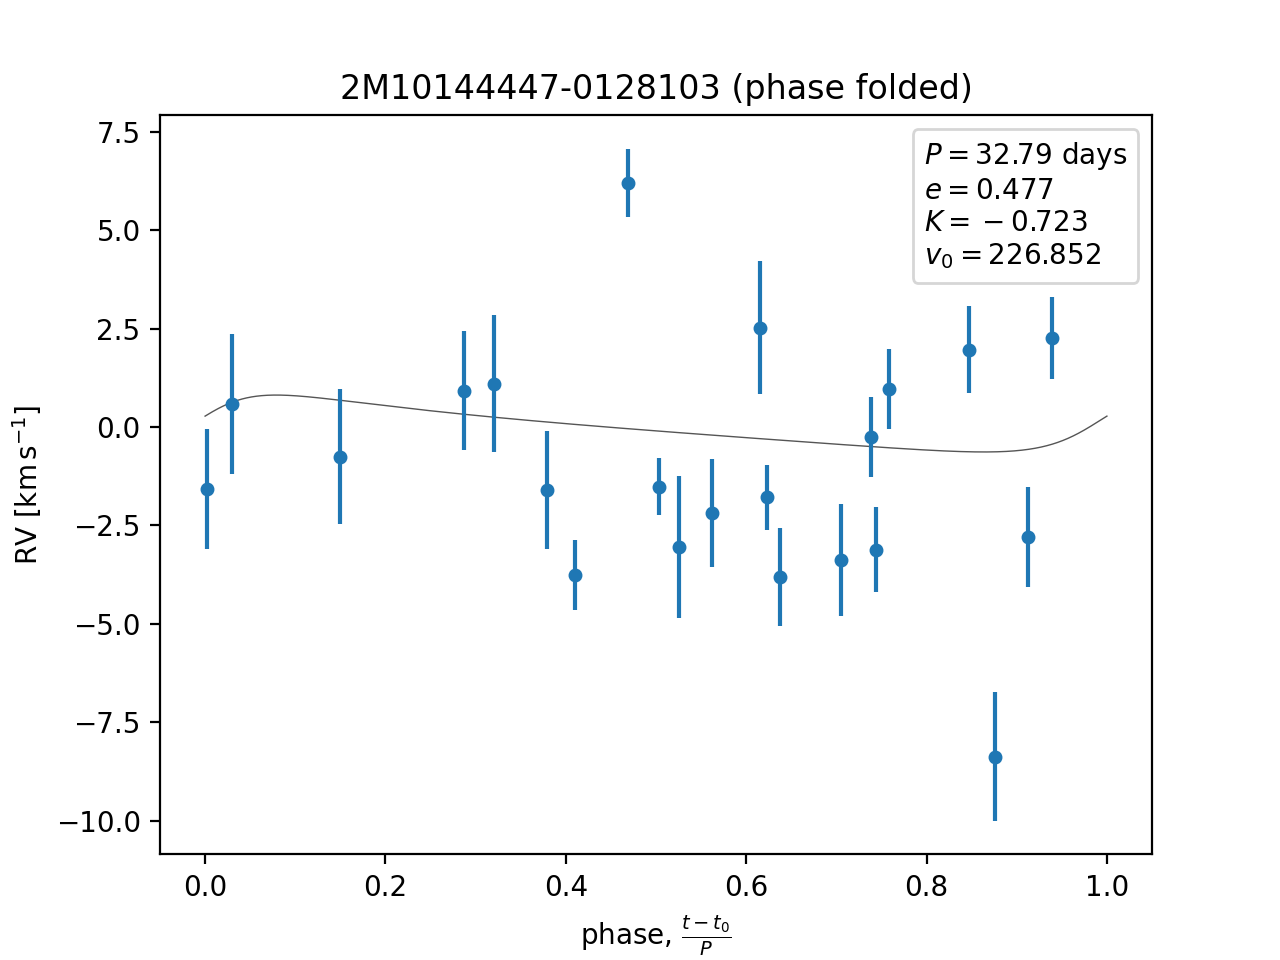 2M10144447-0128103 (phase folded)
P = 32.79 days
e = 0.477
K = −0.723
v₀ = 226.852
7.5
5.0
2.5
0.0
−2.5
−5.0
−7.5
−10.0
RV [km s⁻¹]
0.0 0.2 0.4 0.6 0.8 1.0
phase, (t − t₀)/P